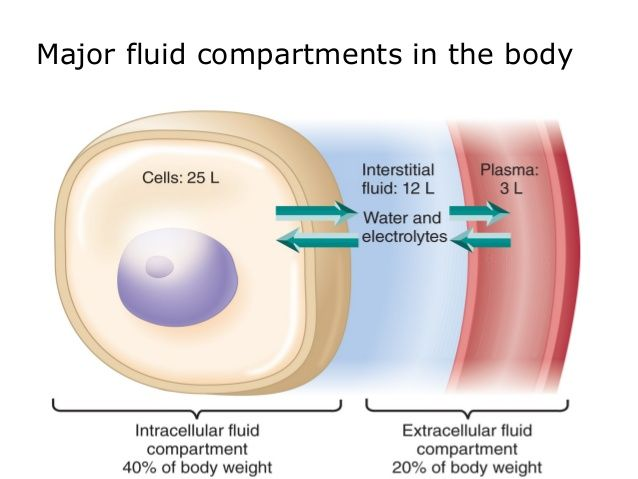 Major fluid compartments in the body
Cells: 25 L
Interstitial
fluid: 12 L
Plasma:
3 L
Water and
electrolytes
Intracellular fluid
compartment
40% of body weight
Extracellular fluid
compartment
20% of body weight